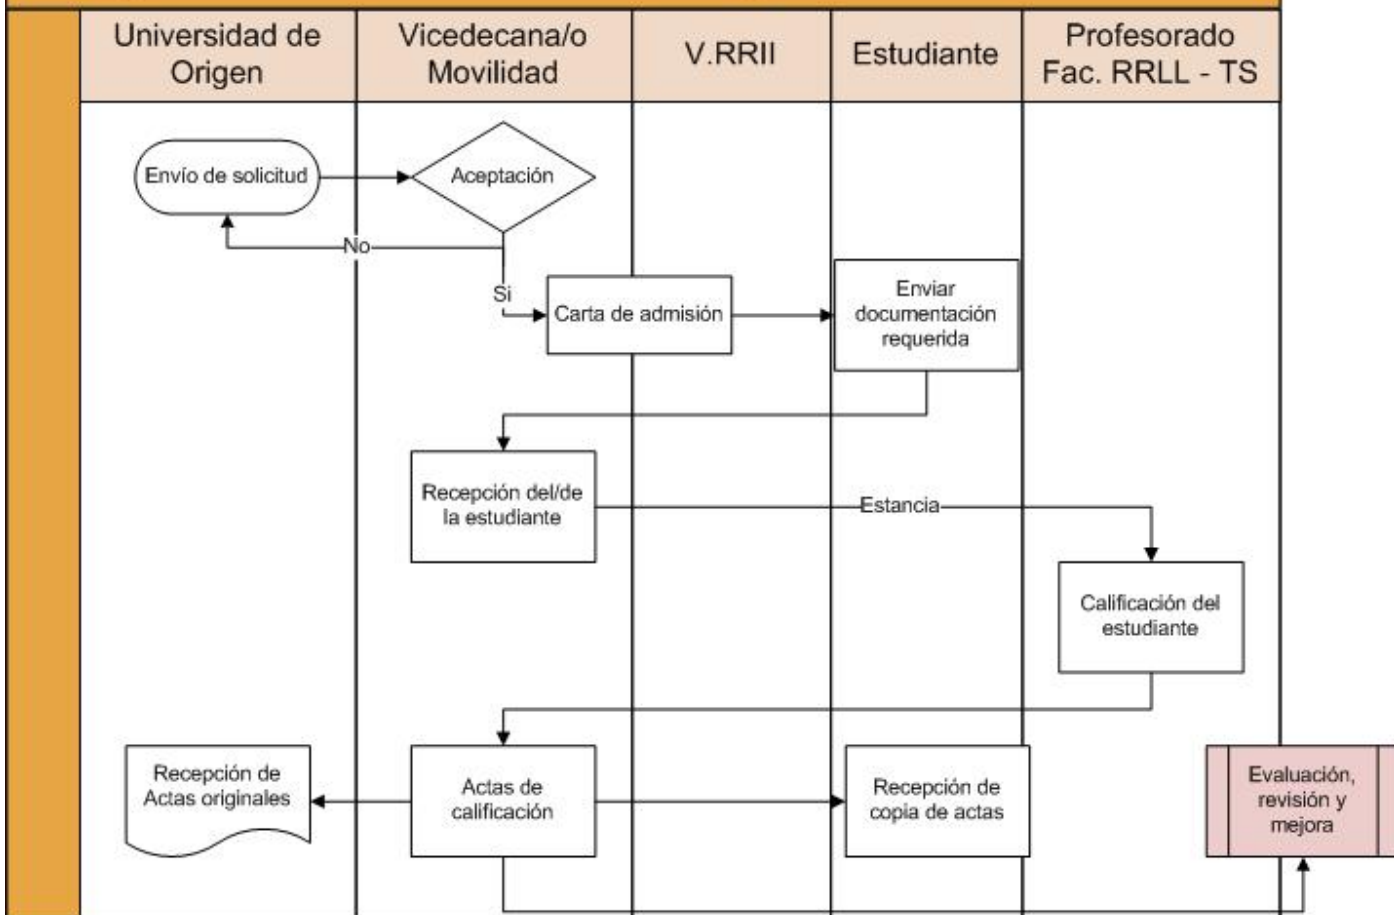 Universidad de
Origen
Vicedecana/o
Movilidad
V.RRII
Estudiante
Profesorado
Fac. RRLL - TS
Envío de solicitud
Aceptación
No
Si
Carta de admisión
Enviar
documentación
requerida
Recepción del/de
la estudiante
Estancia
Calificación del
estudiante
Recepción de
Actas originales
Actas de
calificación
Recepción de
copia de actas
Evaluación,
revisión y
mejora